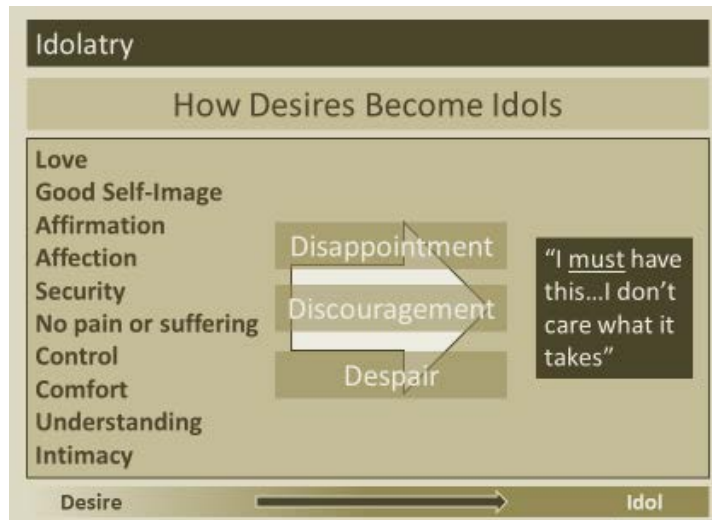 Idolatry
How Desires Become Idols
Love
Good Self-Image
Affirmation
Affection
Security
No pain or suffering
Control
Comfort
Understanding
Intimacy
Disappointment
Discouragement
Despair
“I must have
this...I don’t
care what it
takes”
Desire
Idol